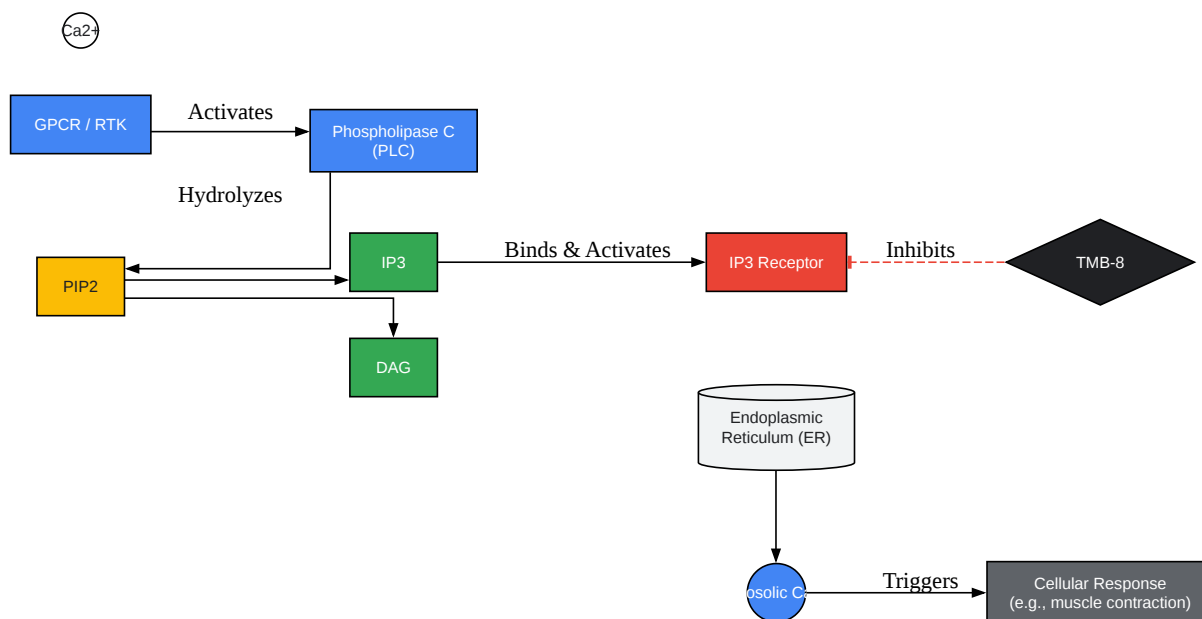 Ca2+
GPCR / RTK
Activates
Phospholipase C
(PLC)
Hydrolyzes
PIP2
IP3
Binds & Activates
IP3 Receptor
Inhibits
TMB-8
DAG
Endoplasmic
Reticulum (ER)
Triggers
Cellular Response
(e.g., muscle contraction)